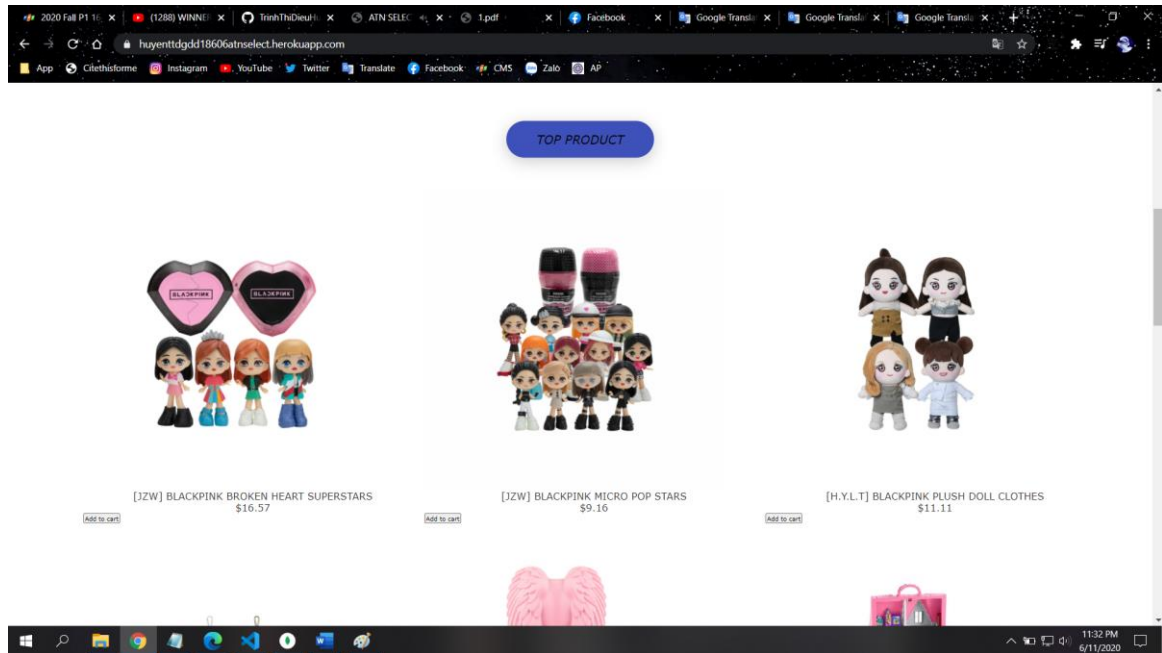 2020 Fall P1 16_
(1288) WINNE
TrinhThiDieuH
ATN SELEC
1.pdf
Facebook
Google Transla
Google Transla
Google Transla
huyenttdgdd18606atnselect.herokuapp.com
App Citethisforme Instagram YouTube Twitter Translate Facebook CMS Zalo AP
TOP PRODUCT
BLACKPINK
BLACKPINK
[JZW] BLACKPINK BROKEN HEART SUPERSTARS
$16.57
Add to cart
[JZW] BLACKPINK MICRO POP STARS
$9.16
Add to cart
[H.Y.L.T] BLACKPINK PLUSH DOLL CLOTHES
$11.11
Add to cart
11:32 PM
6/11/2020